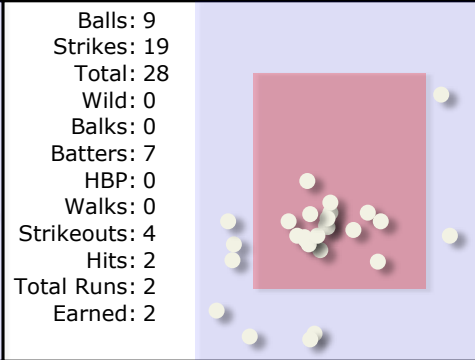 Balls: 9
Strikes: 19
Total: 28
Wild: 0
Balks: 0
Batters: 7
HBP: 0
Walks: 0
Strikeouts: 4
Hits: 2
Total Runs: 2
Earned: 2